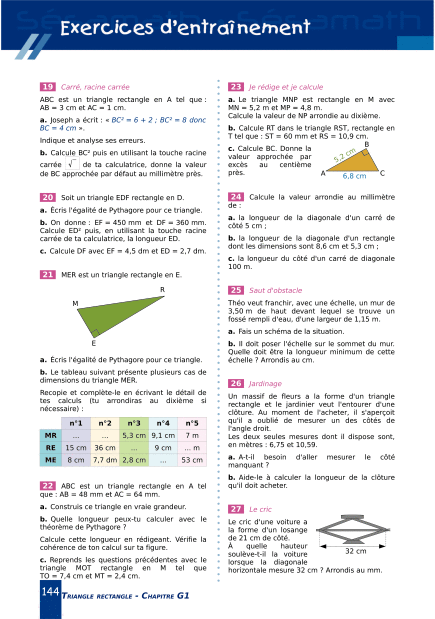 Exercices d'entraînement
19 Carré, racine carrée
ABC est un triangle rectangle en A tel que :
AB = 3 cm et AC = 1 cm.
a. Joseph a écrit : « BC² = 6 + 2 ; BC² = 8 donc
BC = 4 cm ».
Indique et analyse ses erreurs.
b. Calcule BC² puis en utilisant la touche racine
carrée √ de ta calculatrice, donne la valeur
de BC approchée par défaut au millimètre près.
20 Soit un triangle EDF rectangle en D.
a. Écris l'égalité de Pythagore pour ce triangle.
b. On donne : EF = 450 mm et DF = 360 mm.
Calcule ED² puis, en utilisant la touche racine
carrée de ta calculatrice, la longueur ED.
c. Calcule DF avec EF = 4,5 dm et ED = 2,7 dm.
21 MER est un triangle rectangle en E.
R
M
E
a. Écris l'égalité de Pythagore pour ce triangle.
b. Le tableau suivant présente plusieurs cas de
dimensions du triangle MER.
Recopie et complète-le en écrivant le détail de
tes calculs (tu arrondiras au dixième si
nécessaire) :
n°1 n°2 n°3 n°4 n°5
MR ... ... 5,3 cm 9,1 cm 7 m
RE 15 cm 36 cm ... 9 cm ... m
ME 8 cm 7,7 dm 2,8 cm ... 53 cm
22 ABC est un triangle rectangle en A tel
que : AB = 48 mm et AC = 64 mm.
a. Construis ce triangle en vraie grandeur.
b. Quelle longueur peux-tu calculer avec le
théorème de Pythagore ?
Calcule cette longueur en rédigeant. Vérifie la
cohérence de ton calcul sur ta figure.
c. Reprends les questions précédentes avec le
triangle MOT rectangle en M tel que
TO = 7,4 cm et MT = 2,4 cm.
23 Je rédige et je calcule
a. Le triangle MNP est rectangle en M avec
MN = 5,2 m et MP = 4,8 m.
Calcule la valeur de NP arrondie au dixième.
b. Calcule RT dans le triangle RST, rectangle en
T tel que : ST = 60 mm et RS = 10,9 cm.
c. Calcule BC. Donne la
valeur approchée par
excès au centième
près.
B
5,2 cm
A
6,8 cm
C
24 Calcule la valeur arrondie au millimètre
de :
a. la longueur de la diagonale d'un carré de
côté 5 cm ;
b. la longueur de la diagonale d'un rectangle
dont les dimensions sont 8,6 cm et 5,3 cm ;
c. la longueur du côté d'un carré de diagonale
100 m.
25 Saut d'obstacle
Théo veut franchir, avec une échelle, un mur de
3,50 m de haut devant lequel se trouve un
fossé rempli d'eau, d'une largeur de 1,15 m.
a. Fais un schéma de la situation.
b. Il doit poser l'échelle sur le sommet du mur.
Quelle doit être la longueur minimum de cette
échelle ? Arrondis au cm.
26 Jardinage
Un massif de fleurs a la forme d'un triangle
rectangle et le jardinier veut l'entourer d'une
clôture. Au moment de l'acheter, il s'aperçoit
qu'il a oublié de mesurer un des côtés de
l'angle droit.
Les deux seules mesures dont il dispose sont,
en mètres : 6,75 et 10,59.
a. A-t-il besoin d'aller mesurer le côté
manquant ?
b. Aide-le à calculer la longueur de la clôture
qu'il doit acheter.
27 Le cric
Le cric d'une voiture a
la forme d'un losange
de 21 cm de côté.
À quelle hauteur
soulève-t-il la voiture
lorsque la diagonale
horizontale mesure 32 cm ? Arrondis au mm.
32 cm
144 TRIANGLE RECTANGLE - CHAPITRE G1